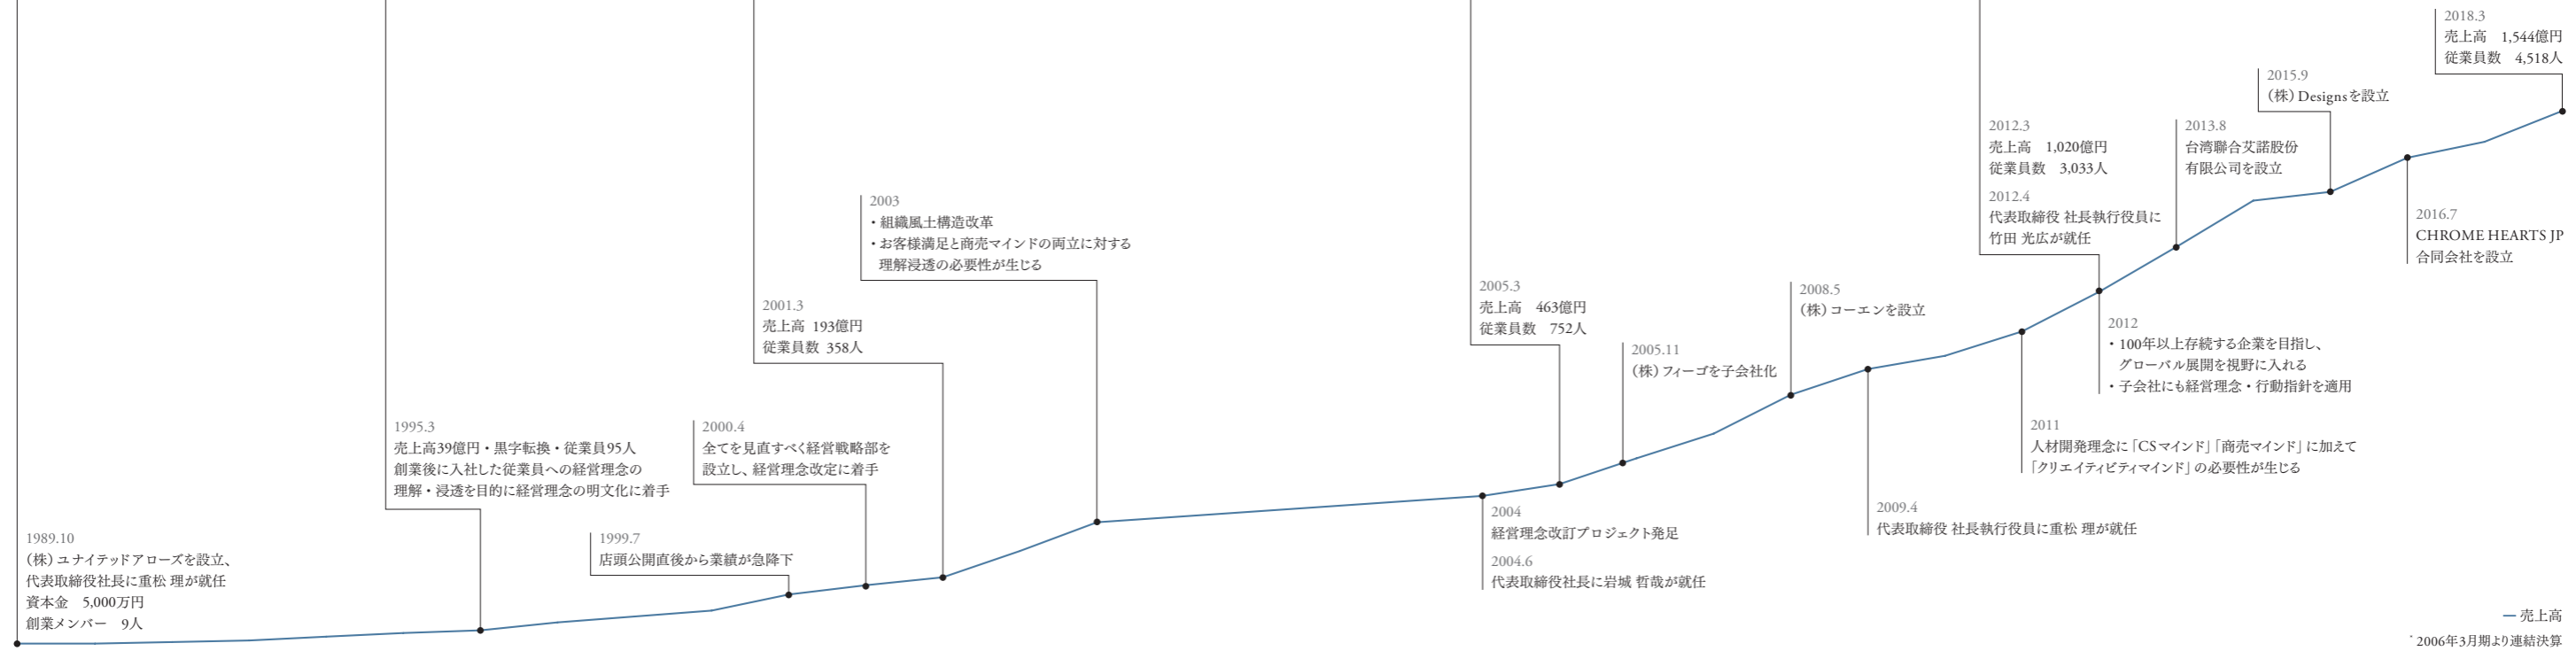 1989.10
（株）ユナイテッドアローズを設立、
代表取締役社長に重松 理が就任
資本金　5,000万円
創業メンバー　9人
1995.3
売上高39億円・黒字転換・従業員95人
創業後に入社した従業員への経営理念の
理解・浸透を目的に経営理念の明文化に着手
1999.7
店頭公開直後から業績が急降下
2000.4
全てを見直すべく経営戦略部を
設立し、経営理念改定に着手
2001.3
売上高 193億円
従業員数 358人
2003
・組織風土構造改革
・お客様満足と商売マインドの両立に対する
理解浸透の必要性が生じる
2004
経営理念改訂プロジェクト発足
2004.6
代表取締役社長に岩城 哲哉が就任
2005.3
売上高　463億円
従業員数　752人
2005.11
（株）フィーゴを子会社化
2008.5
（株）コーエンを設立
2009.4
代表取締役 社長執行役員に重松 理が就任
2011
人材開発理念に「CSマインド」「商売マインド」に加えて
「クリエイティビティマインド」の必要性が生じる
2012.3
売上高　1,020億円
従業員数　3,033人
2012.4
代表取締役 社長執行役員に
竹田 光広が就任
2012
・100年以上存続する企業を目指し、
グローバル展開を視野に入れる
・子会社にも経営理念・行動指針を適用
2013.8
台湾聯合艾諾股份
有限公司を設立
2015.9
（株）Designsを設立
2016.7
CHROME HEARTS JP
合同会社を設立
2018.3
売上高　1,544億円
従業員数　4,518人
売上高
*2006年3月期より連結決算